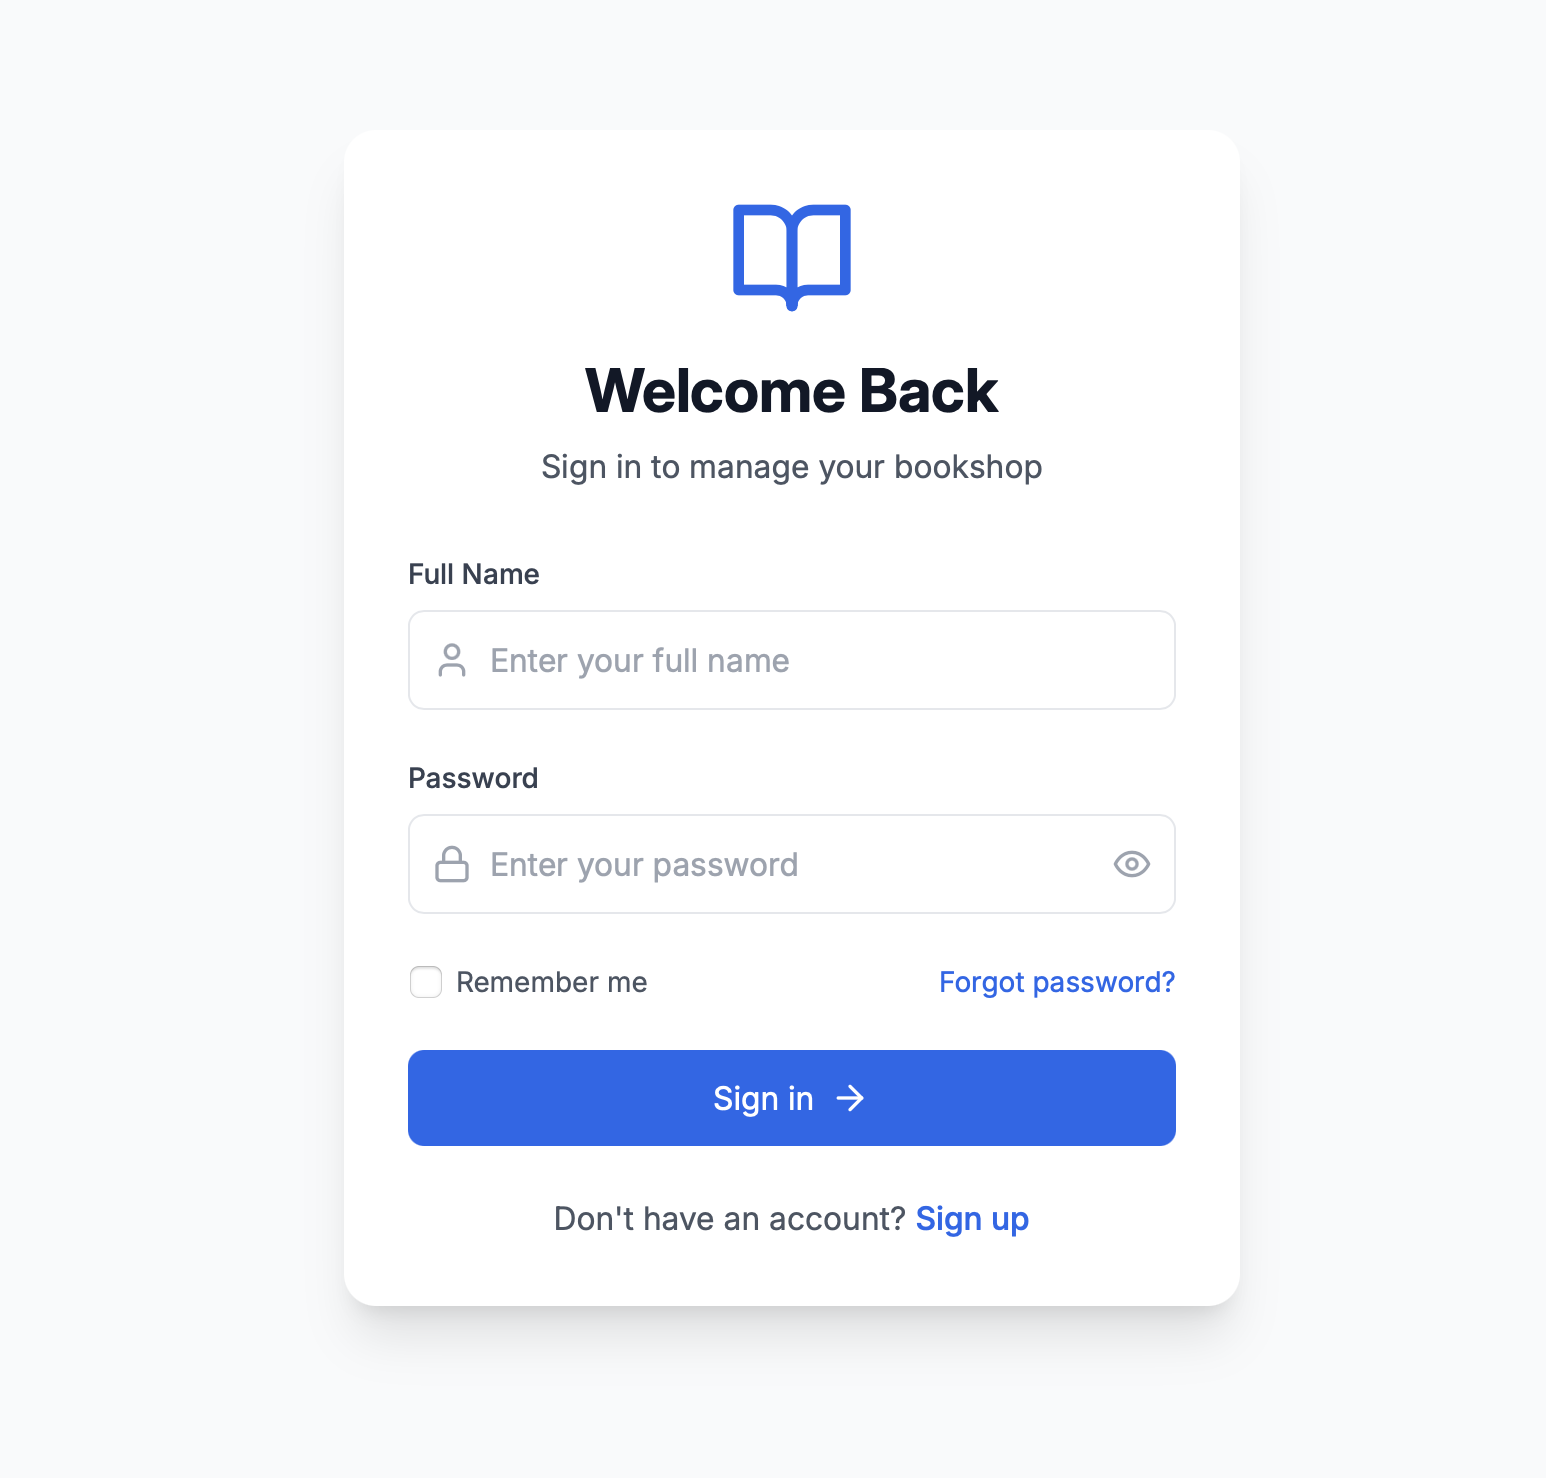 Welcome Back
Sign in to manage your bookshop
Full Name
Enter your full name
Password
Enter your password
Remember me
Forgot password?
Sign in
Don't have an account? Sign up